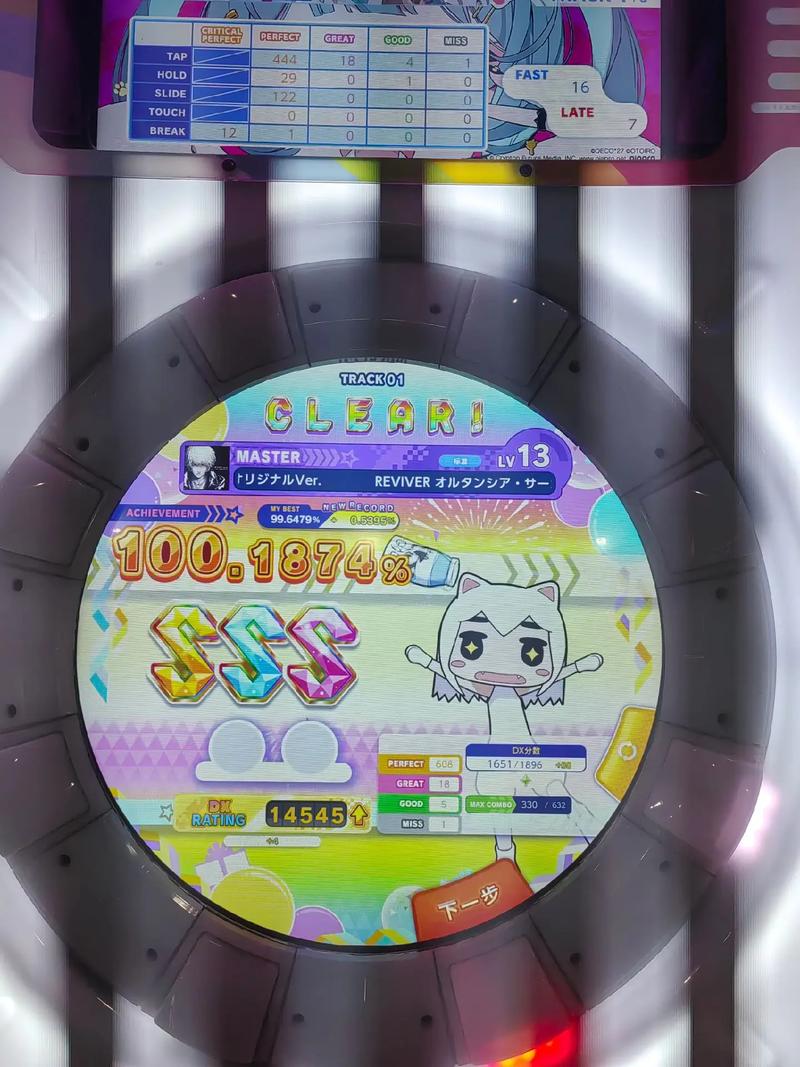 CRITICAL PERFECT PERFECT GREAT GOOD MISS
TAP 444 18 4 1
HOLD 29 0 1 0
SLIDE 122 0 0 0
TOUCH 0 0 0 0
BREAK 12 1 0 0 0
FAST 16
LATE 7
TRACK 01
CLEAR!
MASTER 标准 LV 13
トリジナルVer. REVIVER オルタンシア・サー
ACHIEVEMENT MY BEST 99.6479% NEW RECORD + 0.5395%
100.1874%
SSS
DX分数
1651/1896
PERFECT 608
GREAT 18
GOOD 5
MISS 1
MAX COMBO 330 / 632
DX RATING 14545
+4
下一步